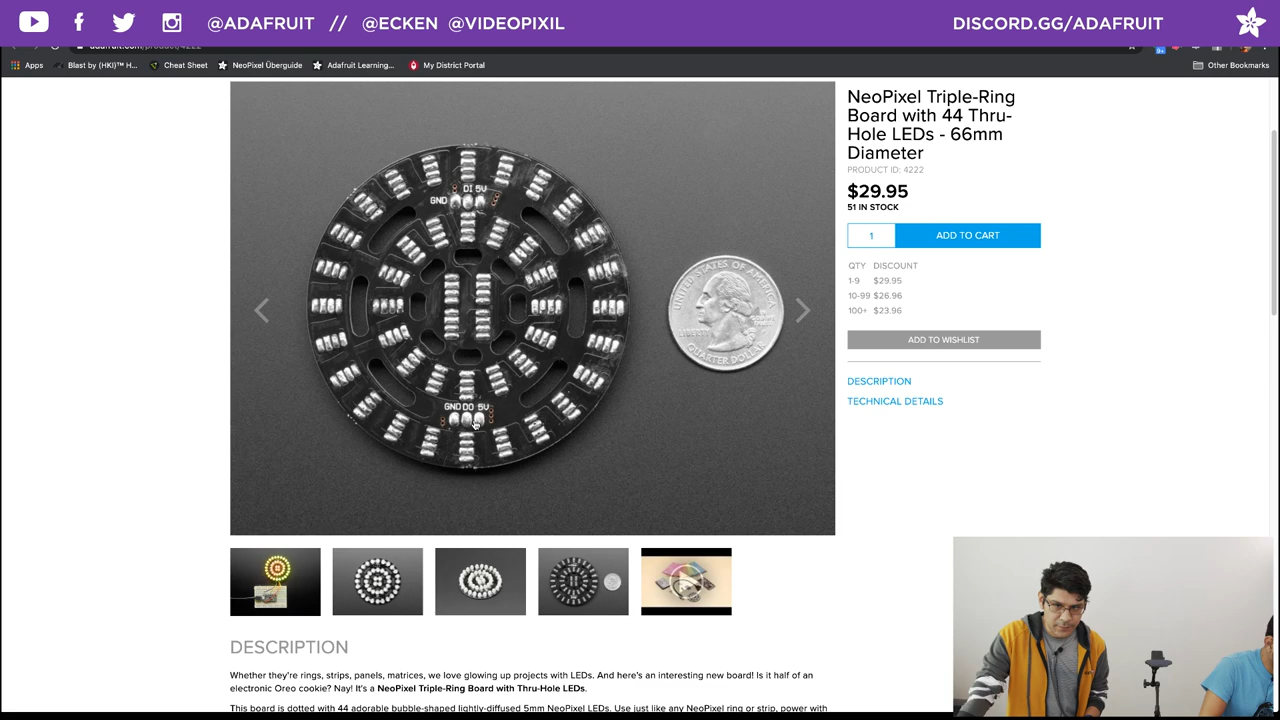 @ADAFRUIT // @ECKEN @VIDEOPIXIL
DISCORD.GG/ADAFRUIT
adafruit.com/product/4222
Apps
Blast by (HKI)™ H...
Cheat Sheet
NeoPixel Überguide
Adafruit Learning...
My District Portal
Other Bookmarks
DI 5V
GND
GND DO 5V
UNITED STATES OF AMERICA
LIBERTY
QUARTER DOLLAR
NeoPixel Triple-Ring
Board with 44 Thru-
Hole LEDs - 66mm
Diameter
PRODUCT ID: 4222
$29.95
51 IN STOCK
1
ADD TO CART
QTY DISCOUNT
1-9 $29.95
10-99 $26.96
100+ $23.96
ADD TO WISHLIST
DESCRIPTION
TECHNICAL DETAILS
DESCRIPTION
Whether they're rings, strips, panels, matrices, we love glowing up projects with LEDs. And here's an interesting new board! Is it half of an
electronic Oreo cookie? Nay! It's a NeoPixel Triple-Ring Board with Thru-Hole LEDs.
This board is dotted with 44 adorable bubble-shaped lightly-diffused 5mm NeoPixel LEDs. Use just like any NeoPixel ring or strip, power with